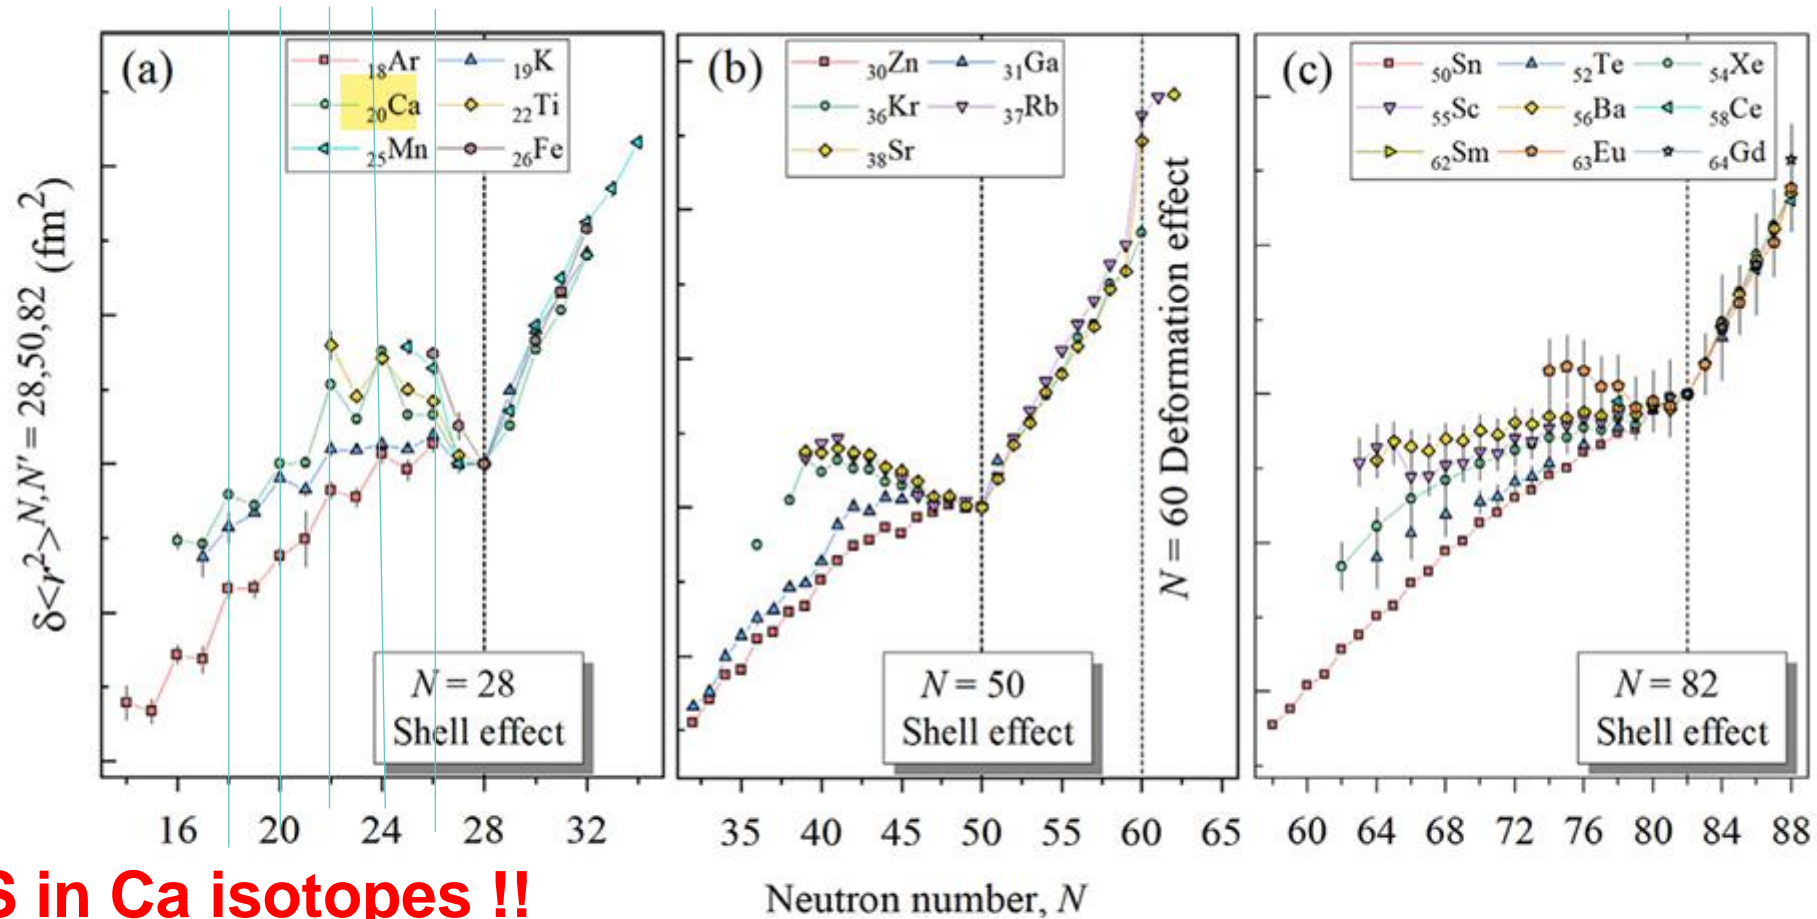 δ<r²>N,N' = 28,50,82 (fm²)
(a)
₁₈Ar ₁₉K
₂₀Ca ₂₂Ti
₂₅Mn ₂₆Fe
N = 28
Shell effect
16 20 24 28 32
(b)
₃₀Zn ₃₁Ga
₃₆Kr ₃₇Rb
₃₈Sr
N = 60 Deformation effect
N = 50
Shell effect
35 40 45 50 55 60 65
(c)
₅₀Sn ₅₂Te ₅₄Xe
₅₅Sc ₅₆Ba ₅₈Ce
₆₂Sm ₆₃Eu ₆₄Gd
N = 82
Shell effect
60 64 68 72 76 80 84 88
Neutron number, N
S in Ca isotopes !!